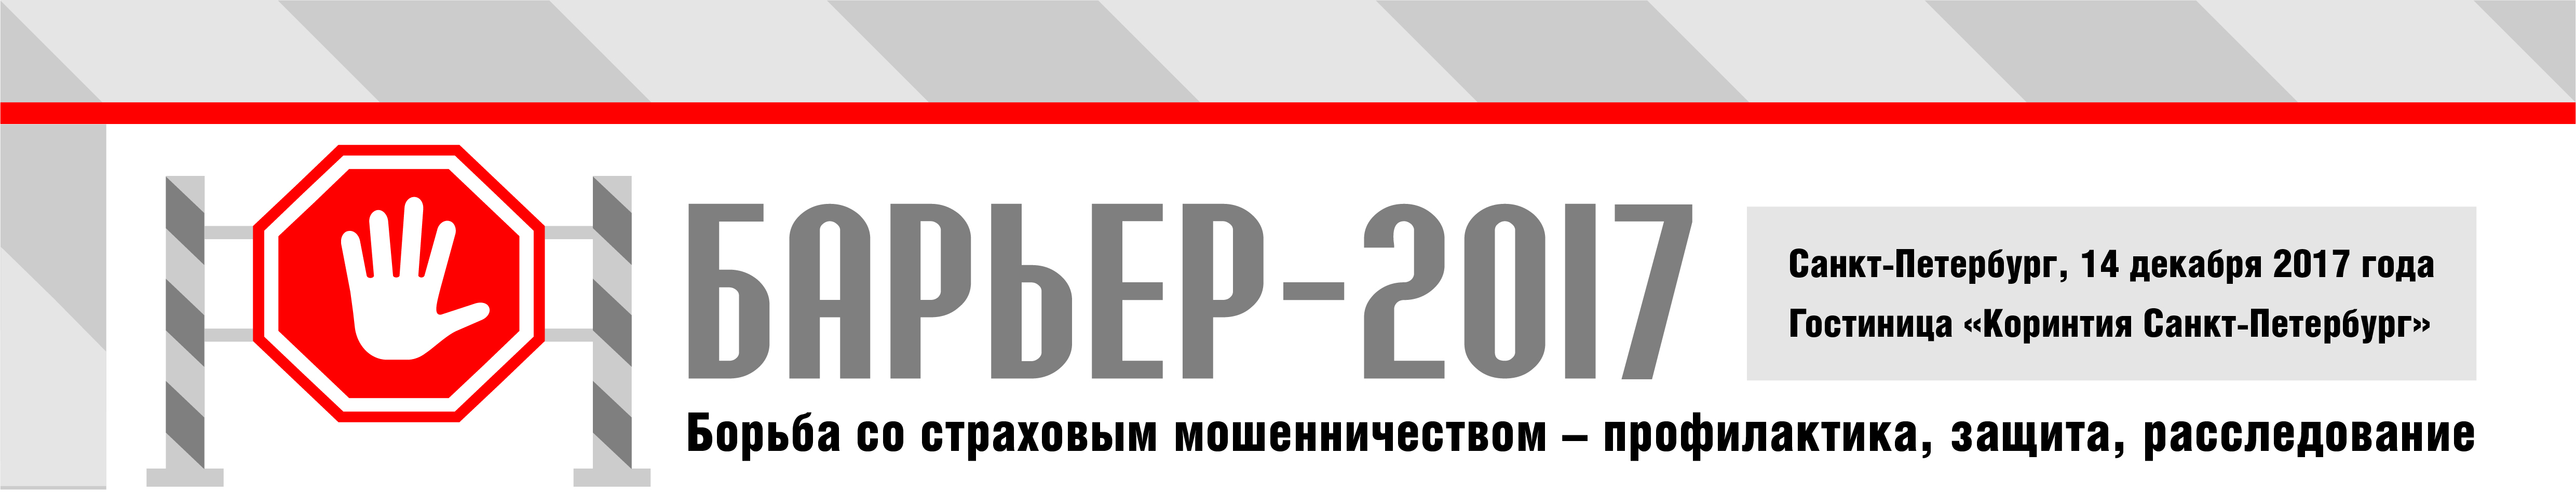 БАРЬЕР-2017
Санкт-Петербург, 14 декабря 2017 года
Гостиница «Коринтия Санкт-Петербург»
Борьба со страховым мошенничеством – профилактика, защита, расследование